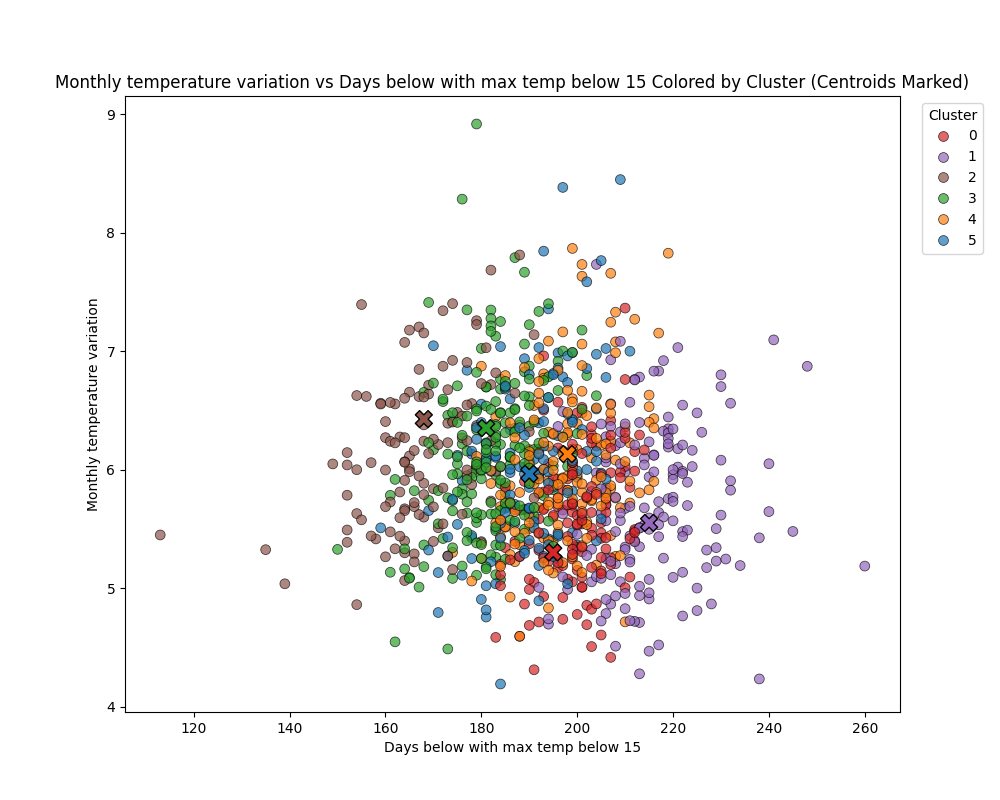 Monthly temperature variation vs Days below with max temp below 15 Colored by Cluster (Centroids Marked)
Cluster
0
1
2
3
4
5
Monthly temperature variation
9
8
7
6
5
4
120 140 160 180 200 220 240 260
Days below with max temp below 15